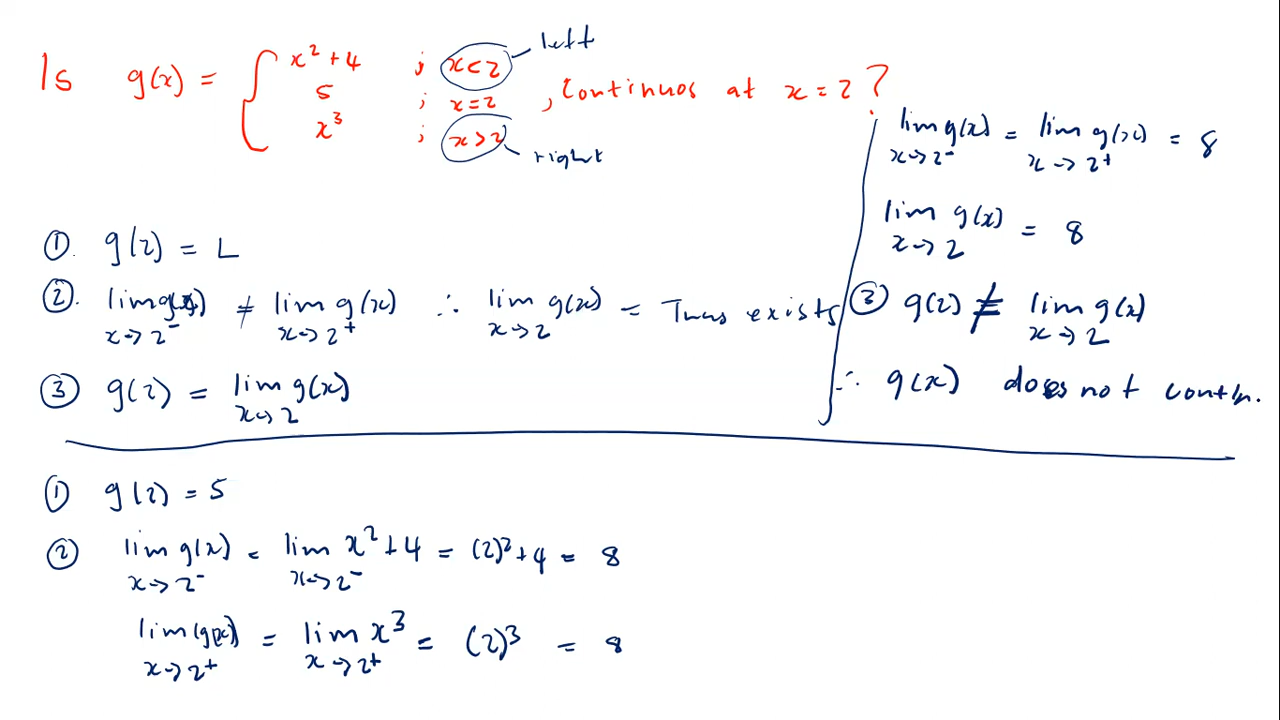 left
Is g(x) = { x² + 4 ; x < 2
5 ; x = 2 , continuos at x = 2 ?
x³ ; x > 2
right
① g(2) = L
② lim g(x) ≠ lim g(x) ∴ lim g(x) =
x→2⁻ x→2⁺ x→2
exists
③ g(2) = lim g(x)
x→2
lim g(x) = lim g(x) = 8
x→2⁻ x→2⁺
lim g(x) = 8
x→2
③ g(2) ≠ lim g(x)
x→2
∴ g(x) does not contin.
① g(2) = 5
② lim g(x) = lim x² + 4 = (2)² + 4 = 8
x→2⁻ x→2⁻
lim g(x) = lim x³ = (2)³ = 8
x→2⁺ x→2⁺